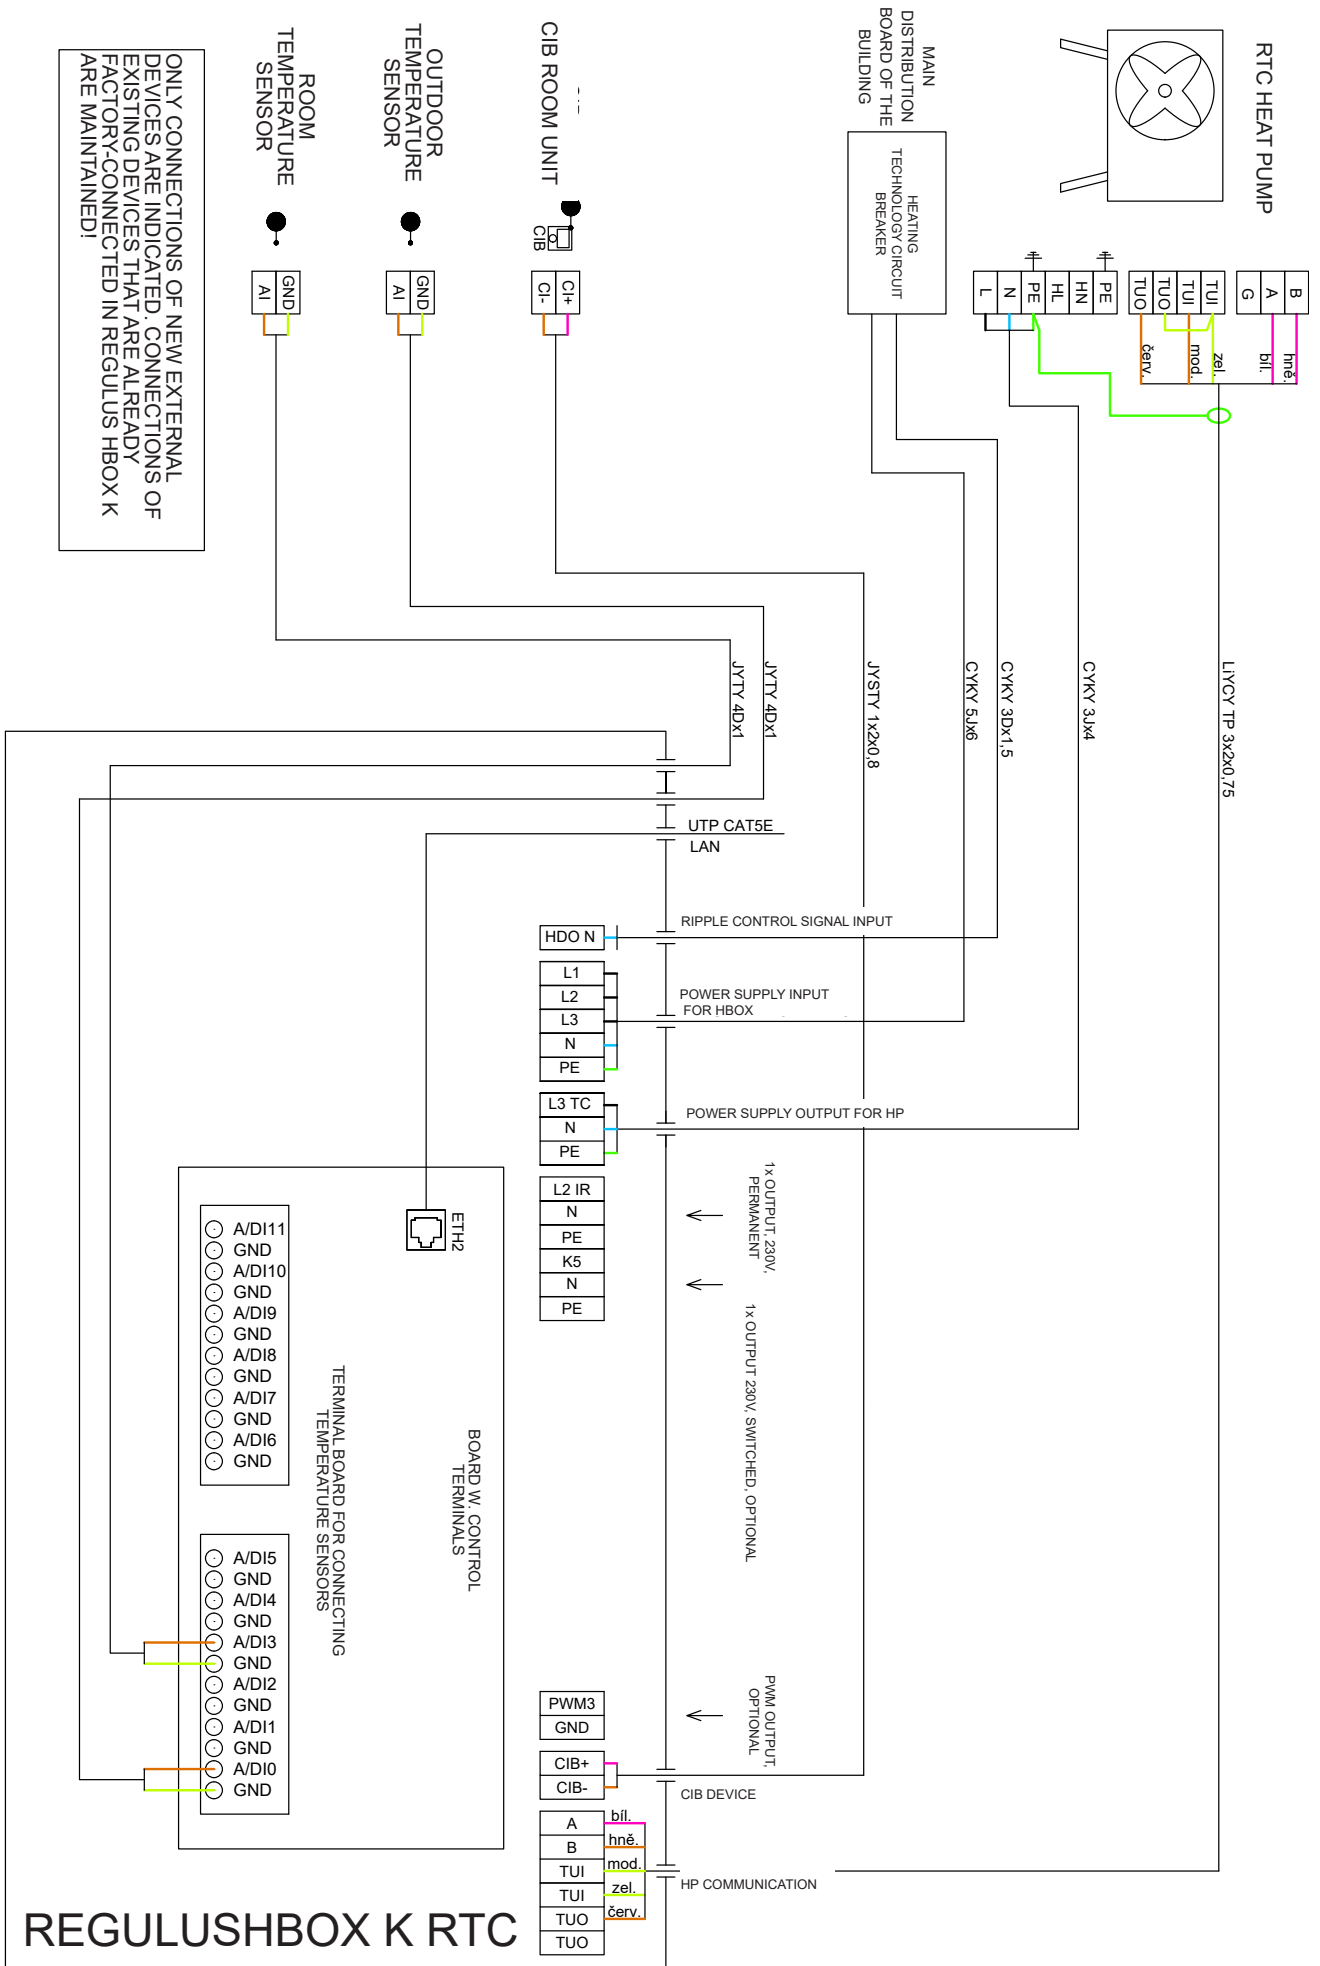 RTC HEAT PUMP
MAIN
DISTRIBUTION
BOARD OF THE
BUILDING
HEATING
TECHNOLOGY CIRCUIT
BREAKER
CIB ROOM UNIT
CIB
OUTDOOR
TEMPERATURE
SENSOR
ROOM
TEMPERATURE
SENSOR
ONLY CONNECTIONS OF NEW EXTERNAL
DEVICES ARE INDICATED. CONNECTIONS OF
EXISTING DEVICES THAT ARE ALREADY
FACTORY-CONNECTED IN REGULUS HBOX K
ARE MAINTAINED!
B
A
G
TUI
TUI
TUO
TUO
PE
HN
HL
PE
N
L
CI+
CI-
GND
AI
GND
AI
hně.
bíl.
zel.
mod.
červ.
LiYCY TP 3x2x0,75
CYKY 3Jx4
CYKY 3Dx1,5
CYKY 5Jx6
JYSTY 1x2x0,8
JYTY 4Dx1
JYTY 4Dx1
UTP CAT5E
LAN
RIPPLE CONTROL SIGNAL INPUT
HDO N
L1
L2
L3
N
PE
POWER SUPPLY INPUT
FOR HBOX
L3 TC
N
PE
POWER SUPPLY OUTPUT FOR HP
L2 IR
N
PE
K5
N
PE
1x OUTPUT, 230V,
PERMANENT
1x OUTPUT 230V, SWITCHED, OPTIONAL
ETH2
BOARD W. CONTROL
TERMINALS
TERMINAL BOARD FOR CONNECTING
TEMPERATURE SENSORS
A/DI11
GND
A/DI10
GND
A/DI9
GND
A/DI8
GND
A/DI7
GND
A/DI6
GND
A/DI5
GND
A/DI4
GND
A/DI3
GND
A/DI2
GND
A/DI1
GND
A/DI0
GND
PWM OUTPUT,
OPTIONAL
PWM3
GND
CIB+
CIB-
CIB DEVICE
A
B
TUI
TUI
TUO
TUO
bíl.
hně.
mod.
zel.
červ.
HP COMMUNICATION
REGULUSHBOX K RTC